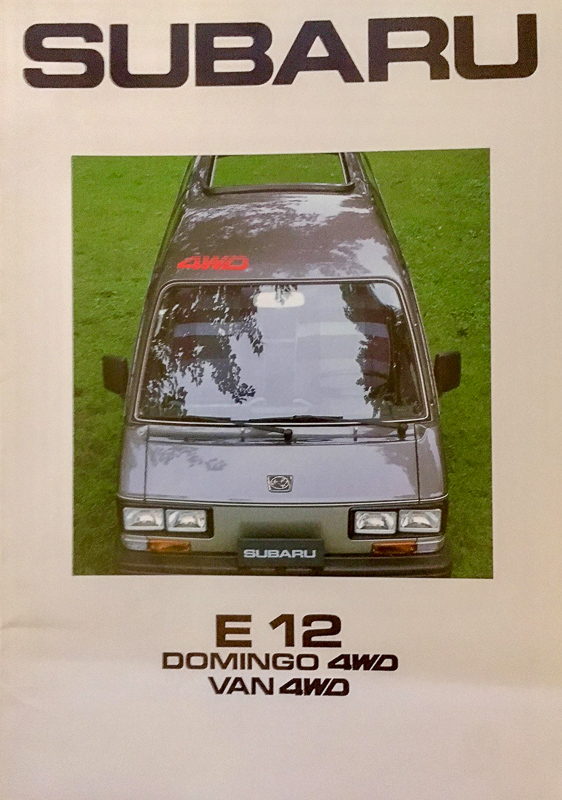 SUBARU
4WD
SUBARU
E 12
DOMINGO 4WD
VAN 4WD